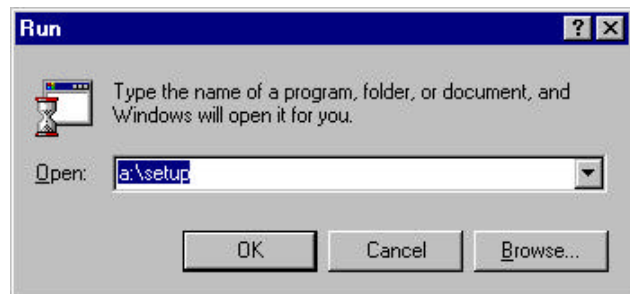 Run
Type the name of a program, folder, or document, and
Windows will open it for you.
Open: a:\setup
OK Cancel Browse...